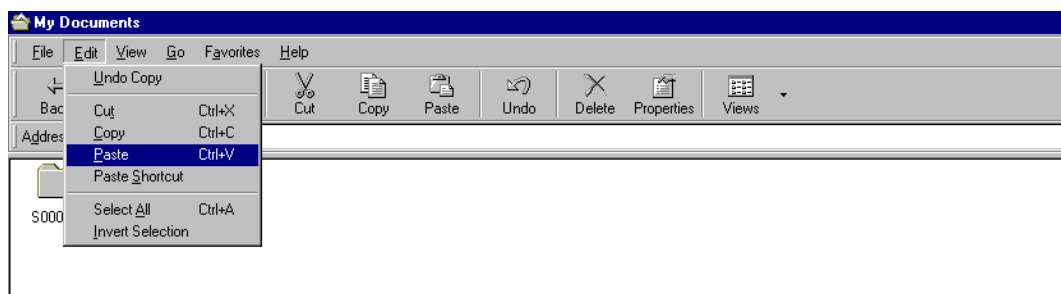 My Documents
File Edit View Go Favorites Help
Undo Copy
Cut Copy Paste Undo Delete Properties Views
Cut Ctrl+X
Copy Ctrl+C
Paste Ctrl+V
Paste Shortcut
Select All Ctrl+A
Invert Selection